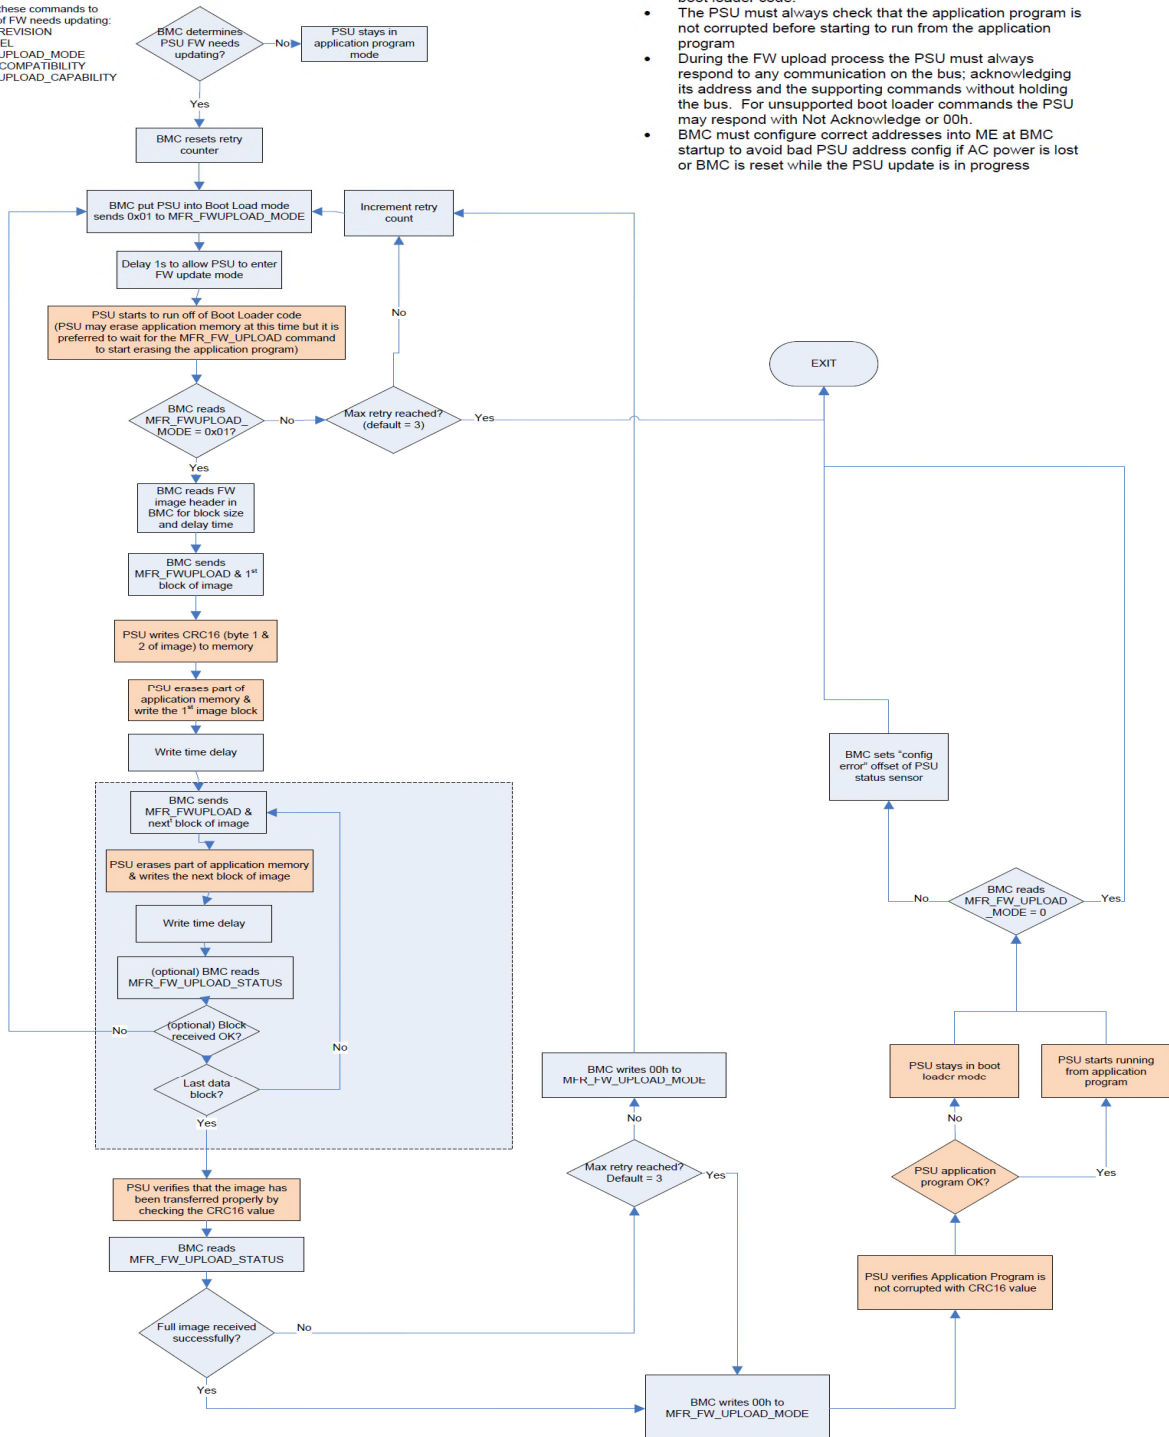 these commands to
of FW needs updating:
REVISION
EL
UPLOAD_MODE
COMPATIBILITY
UPLOAD_CAPABILITY
boot loader code.
• The PSU must always check that the application program is
not corrupted before starting to run from the application
program
• During the FW upload process the PSU must always
respond to any communication on the bus; acknowledging
its address and the supporting commands without holding
the bus. For unsupported boot loader commands the PSU
may respond with Not Acknowledge or 00h.
• BMC must configure correct addresses into ME at BMC
startup to avoid bad PSU address config if AC power is lost
or BMC is reset while the PSU update is in progress
BMC determines
PSU FW needs
updating?
No
PSU stays in
application program
mode
Yes
BMC resets retry
counter
BMC put PSU into Boot Load mode
sends 0x01 to MFR_FWUPLOAD_MODE
Increment retry
count
Delay 1s to allow PSU to enter
FW update mode
PSU starts to run off of Boot Loader code
(PSU may erase application memory at this time but it is
preferred to wait for the MFR_FW_UPLOAD command
to start erasing the application program)
No
EXIT
BMC reads
MFR_FWUPLOAD_
MODE = 0x01?
No
Max retry reached?
(default = 3)
Yes
Yes
BMC reads FW
image header in
BMC for block size
and delay time
BMC sends
MFR_FWUPLOAD & 1st
block of image
PSU writes CRC16 (byte 1 &
2 of image) to memory
PSU erases part of
application memory &
write the 1st image block
Write time delay
BMC sets "config
error" offset of PSU
status sensor
BMC sends
MFR_FWUPLOAD &
nextt block of image
PSU erases part of application memory
& writes the next block of image
No
BMC reads
MFR_FW_UPLOAD
_MODE = 0
Yes
Write time delay
(optional) BMC reads
MFR_FW_UPLOAD_STATUS
No
(optional) Block
received OK?
No
Last data
block?
Yes
BMC writes 00h to
MFR_FW_UPLOAD_MODE
PSU stays in boot
loader mode
PSU starts running
from application
program
No
No
Max retry reached?
Default = 3
Yes
PSU application
program OK?
Yes
PSU verifies that the image has
been transferred properly by
checking the CRC16 value
BMC reads
MFR_FW_UPLOAD_STATUS
PSU verifies Application Program is
not corrupted with CRC16 value
Full image received
successfully?
No
Yes
BMC writes 00h to
MFR_FW_UPLOAD_MODE